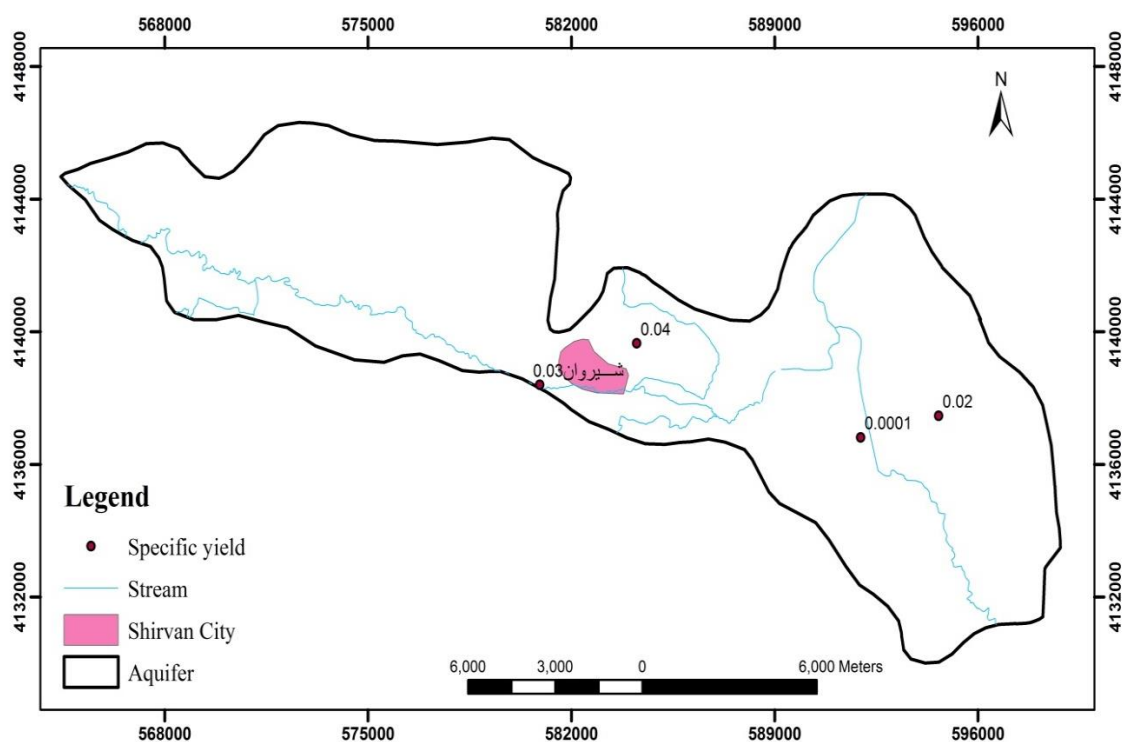 568000 575000 582000 589000 596000
4148000 4148000
N
4144000 4144000
4140000 4140000
0.04
0.03 شـــیروان
0.02
0.0001
4136000 4136000
Legend
Specific yield
Stream
4132000 4132000
Shirvan City
Aquifer
6,000 3,000 0 6,000 Meters
568000 575000 582000 589000 596000